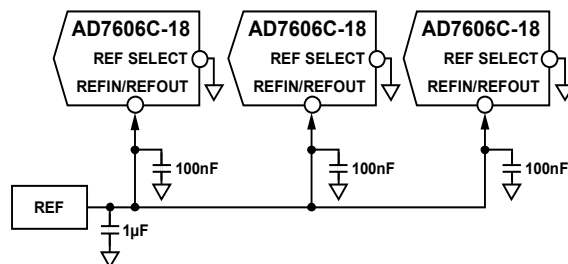 AD7606C-18 AD7606C-18 AD7606C-18
REF SELECT REF SELECT REF SELECT
REFIN/REFOUT REFIN/REFOUT REFIN/REFOUT
100nF 100nF 100nF
REF
1µF